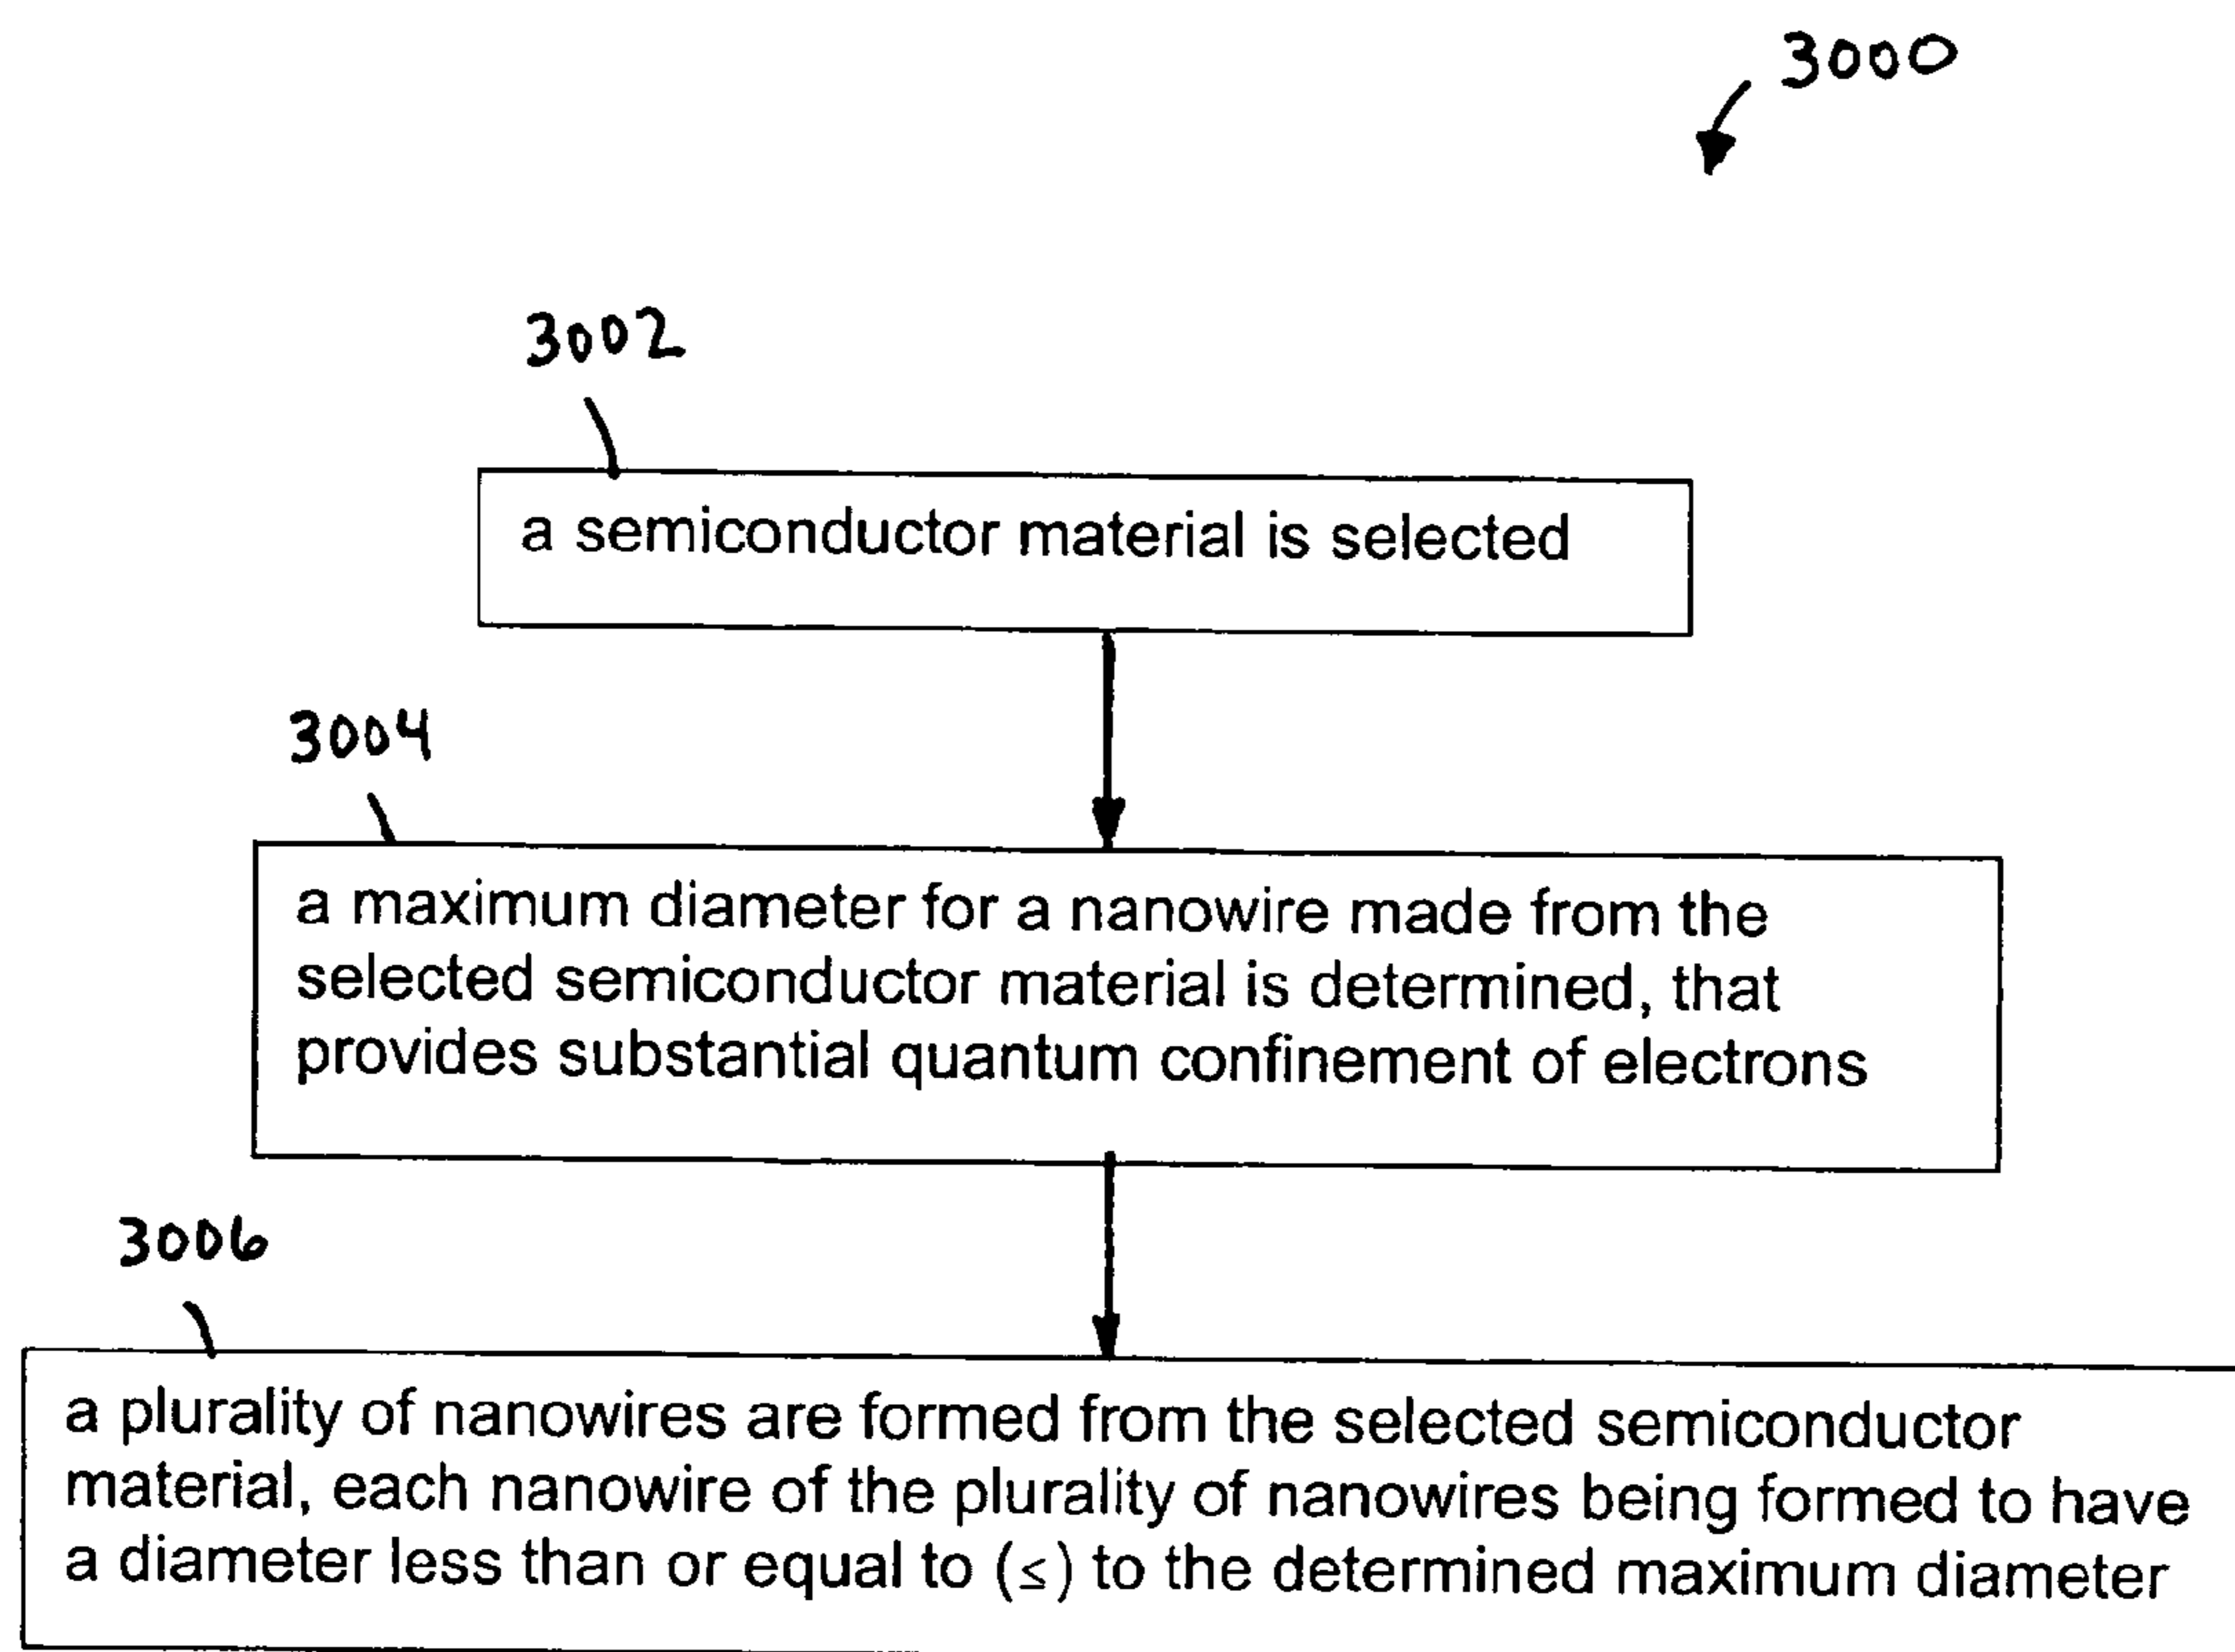 3000
3002
a semiconductor material is selected
3004
a maximum diameter for a nanowire made from the
selected semiconductor material is determined, that
provides substantial quantum confinement of electrons
3006
a plurality of nanowires are formed from the selected semiconductor
material, each nanowire of the plurality of nanowires being formed to have
a diameter less than or equal to (≤) to the determined maximum diameter